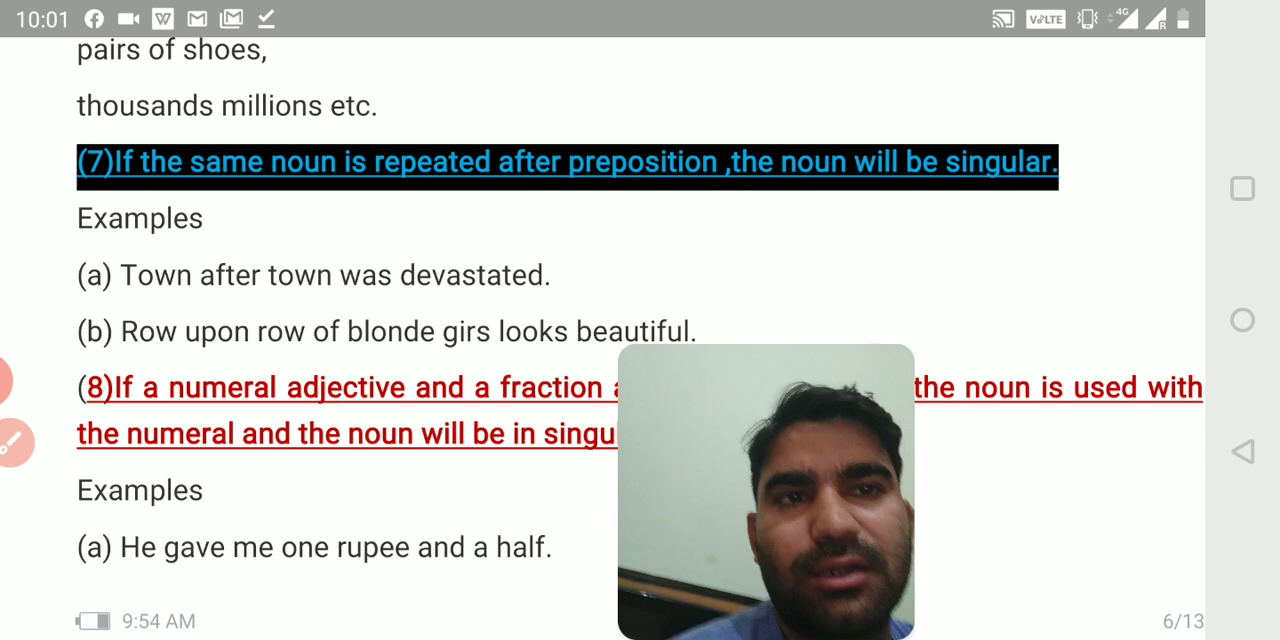 10:01 VoLTE 4G R
pairs of shoes,
thousands millions etc.
(7)If the same noun is repeated after preposition ,the noun will be singular.
Examples
(a) Town after town was devastated.
(b) Row upon row of blonde girs looks beautiful.
(8)If a numeral adjective and a fraction the noun is used with
the numeral and the noun will be in
Examples
(a) He gave me one rupee and a half.
9:54 AM 6/13